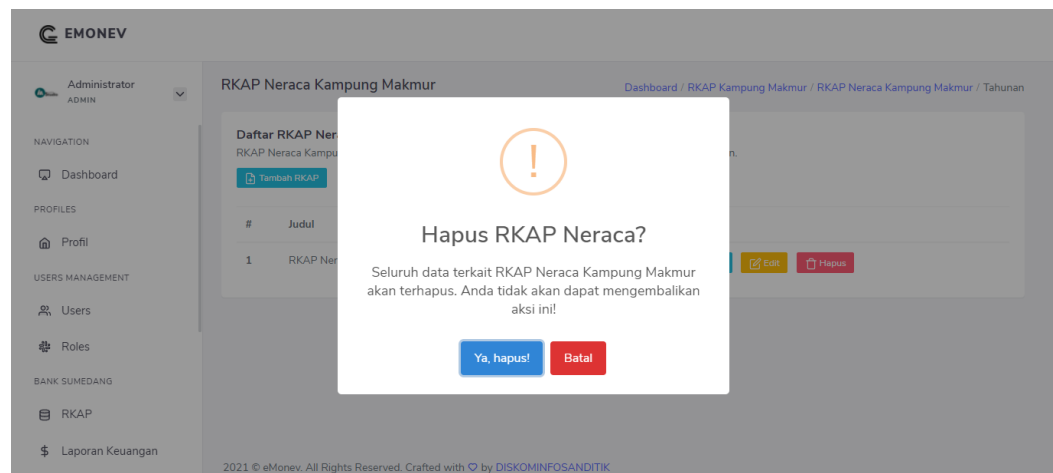 EMONEV
Administrator
ADMIN
NAVIGATION
Dashboard
PROFILES
Profil
USERS MANAGEMENT
Users
Roles
BANK SUMEDANG
RKAP
$ Laporan Keuangan
RKAP Neraca Kampung Makmur
Dashboard / RKAP Kampung Makmur / RKAP Neraca Kampung Makmur / Tahunan
Daftar RKAP Ner
RKAP Neraca Kampu
n.
Tambah RKAP
# Judul
1 RKAP Ner
Edit Hapus
!
Hapus RKAP Neraca?
Seluruh data terkait RKAP Neraca Kampung Makmur
akan terhapus. Anda tidak akan dapat mengembalikan
aksi ini!
Ya, hapus! Batal
2021 © eMonev. All Rights Reserved. Crafted with ♡ by DISKOMINFOSANDITIK